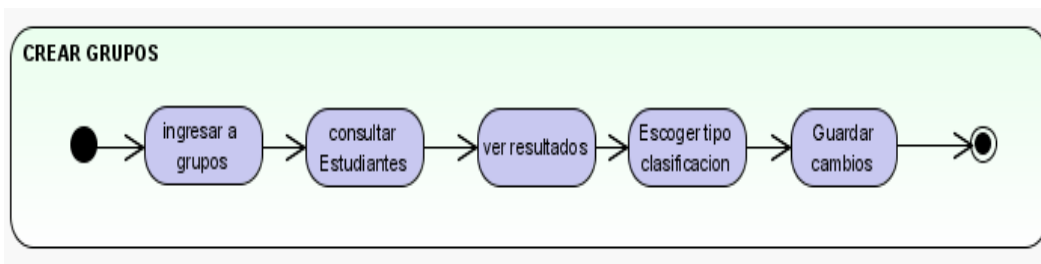 CREAR GRUPOS
ingresar a
grupos
consultar
Estudiantes
ver resultados
Escoger tipo
clasificacion
Guardar
cambios